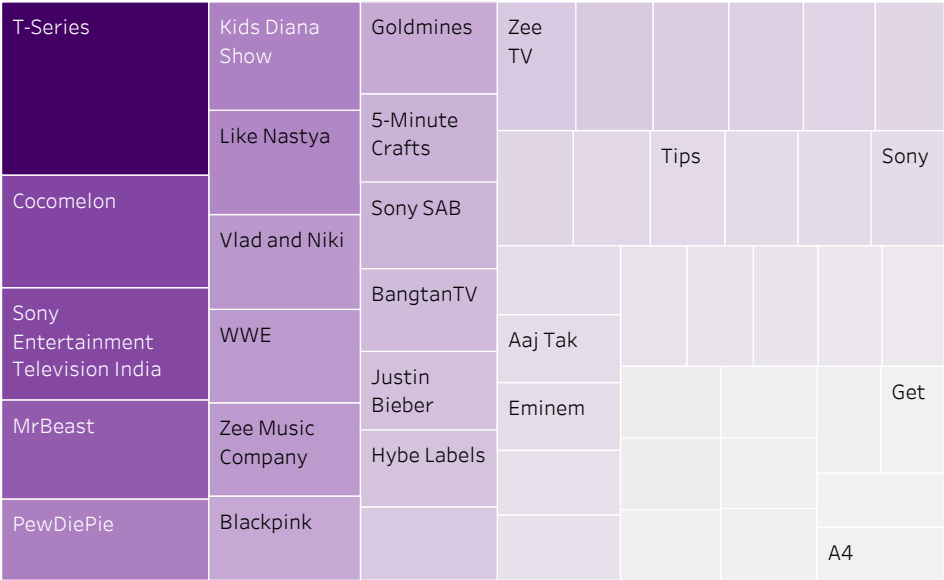 T-Series
Cocomelon
Sony
Entertainment
Television India
MrBeast
PewDiePie
Kids Diana
Show
Like Nastya
Vlad and Niki
WWE
Zee Music
Company
Blackpink
Goldmines
5-Minute
Crafts
Sony SAB
BangtanTV
Justin
Bieber
Hybe Labels
Zee
TV
Tips
Sony
Aaj Tak
Eminem
Get
A4